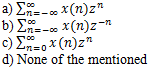 a) ∑_{n=-∞}^{∞} x(n)z^n
b) ∑_{n=-∞}^{∞} x(n)z^{-n}
c) ∑_{n=0}^{∞} x(n)z^n
d) None of the mentioned